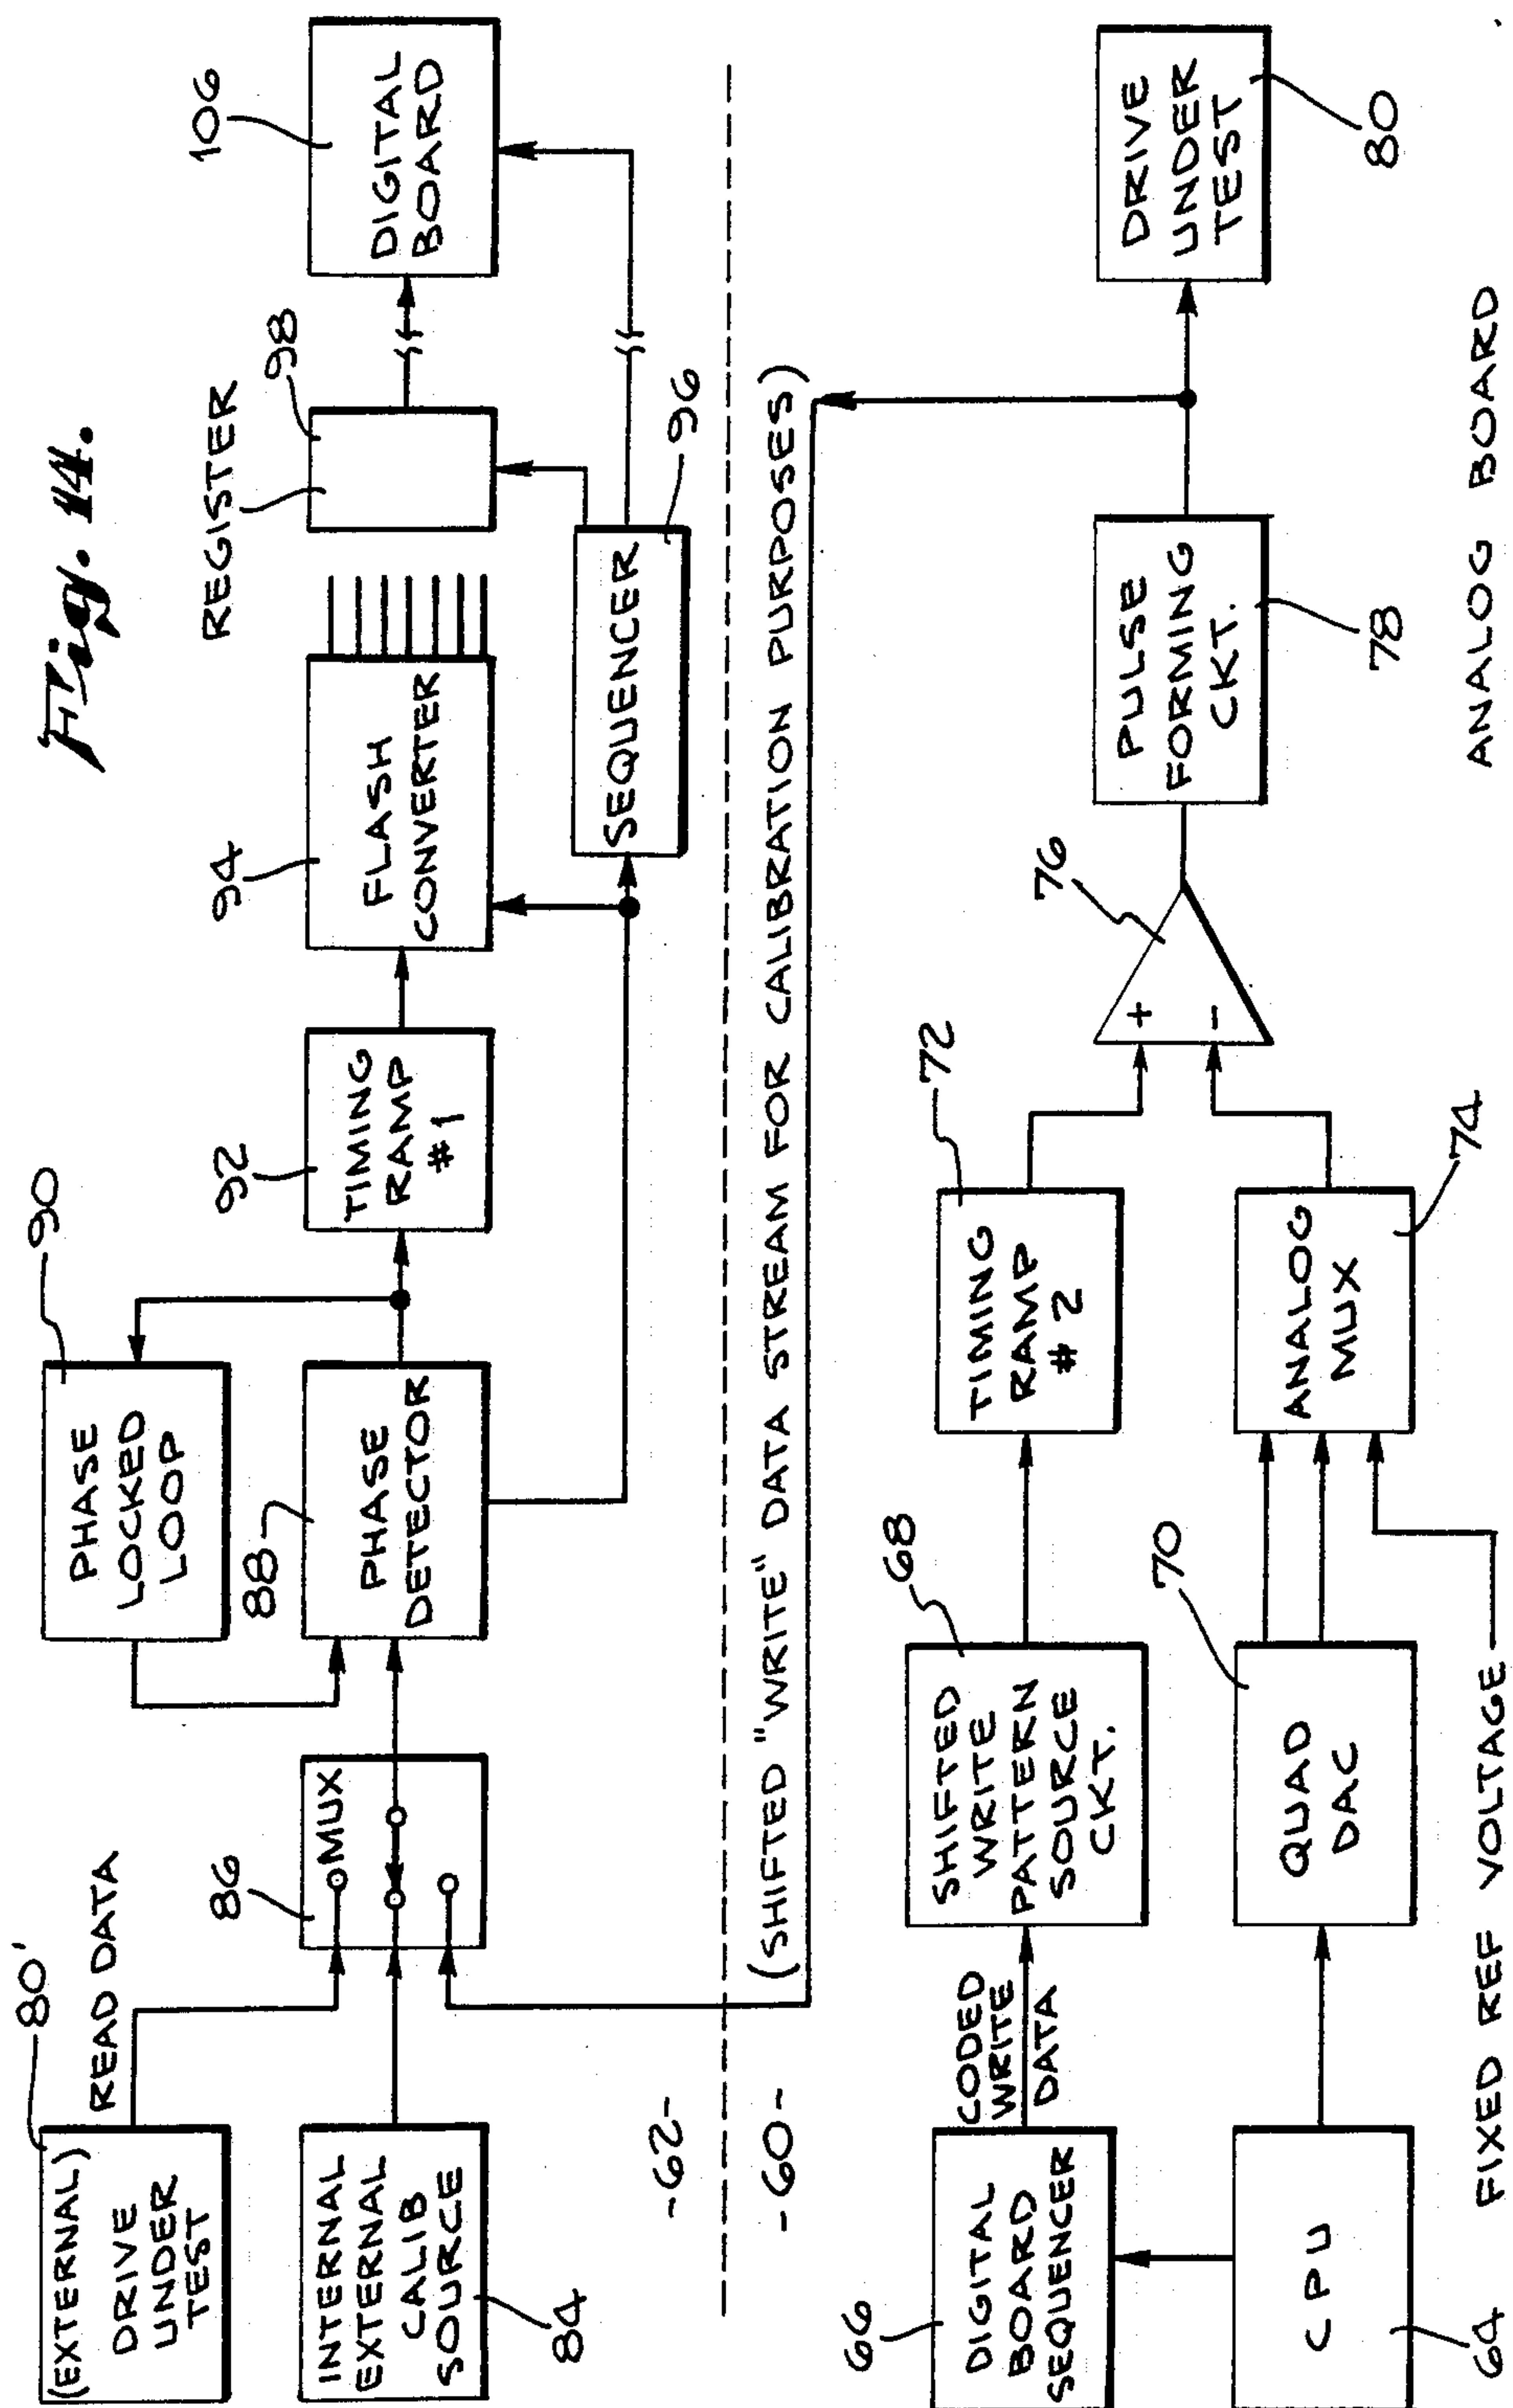 Fig. 14.
80'
(EXTERNAL)
DRIVE
UNDER
TEST
READ DATA
INTERNAL
EXTERNAL
CALIB
SOURCE
84
86
MUX
90
PHASE
LOCKED
LOOP
88
PHASE
DETECTOR
92
TIMING
RAMP
#1
94
FLASH
CONVERTER
REGISTER
98
SEQUENCER
96
106
DIGITAL
BOARD
-62-
-60-
(SHIFTED "WRITE" DATA STREAM FOR CALIBRATION PURPOSES)
66
DIGITAL
BOARD
SEQUENCER
CODED
WRITE
DATA
68
SHIFTED
WRITE
PATTERN
SOURCE
CKT.
72
TIMING
RAMP
# 2
CPU
64
70
QUAD
DAC
ANALOG
MUX
74
76
+
-
PULSE
FORMING
CKT.
78
DRIVE
UNDER
TEST
80
FIXED REF VOLTAGE
ANALOG BOARD